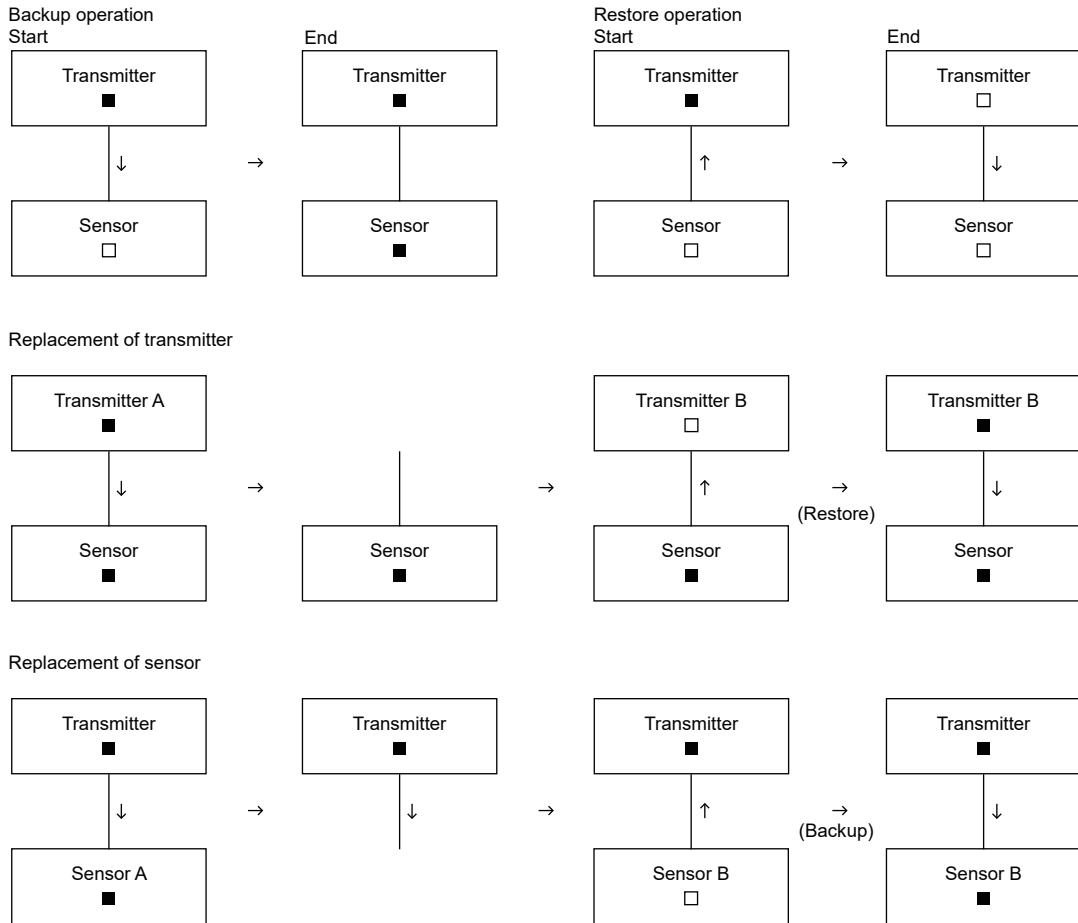 Backup operation
Start
End
Restore operation
Start
End
Transmitter
■
Transmitter
■
Transmitter
■
Transmitter
□
↓
→
↑
→
↓
Sensor
□
Sensor
■
Sensor
□
Sensor
□
Replacement of transmitter
Transmitter A
■
Transmitter B
□
Transmitter B
■
↓
→
→
↑
→
(Restore)
↓
Sensor
■
Sensor
■
Sensor
■
Sensor
■
Replacement of sensor
Transmitter
■
Transmitter
■
Transmitter
■
Transmitter
■
↓
→
↓
→
↑
→
(Backup)
↓
Sensor A
■
Sensor B
□
Sensor B
■